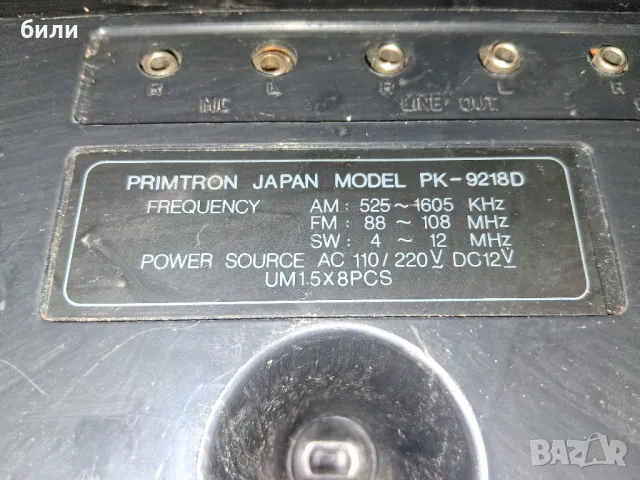 били
R L R L R
MIC LINE OUT
PRIMTRON JAPAN MODEL PK-9218D
FREQUENCY AM: 525~1605 KHz
FM: 88 ~ 108 MHz
SW: 4 ~ 12 MHz
POWER SOURCE AC 110/220V DC12V
UM1.5X8PCS
BAZAR
bg